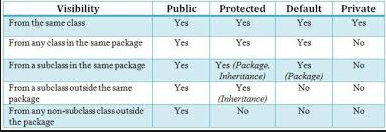 Visibility Public Protected Default Private
From the same class Yes Yes Yes Yes
From any class in the same package Yes Yes Yes No
From a subclass in the same package Yes Yes (Package, Inheritance) Yes (Package) No
From a subclass outside the same package Yes Yes (Inheritance) No No
From any non-subclass class outside the package Yes No No No